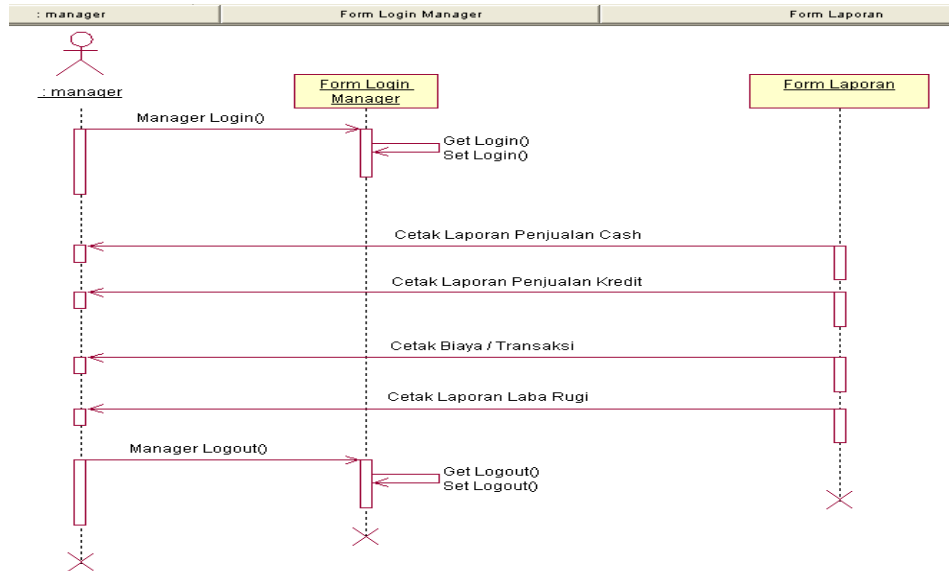 : manager
Form Login Manager
Form Laporan
: manager
Form Login
Manager
Form Laporan
Manager Login()
Get Login()
Set Login()
Cetak Laporan Penjualan Cash
Cetak Laporan Penjualan Kredit
Cetak Biaya / Transaksi
Cetak Laporan Laba Rugi
Manager Logout()
Get Logout()
Set Logout()